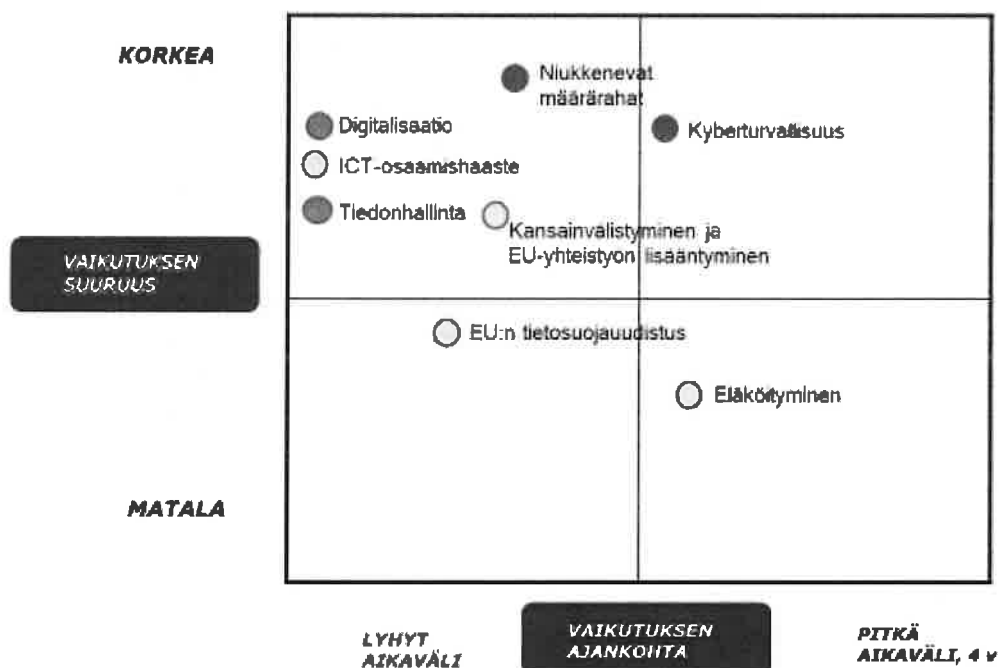 KORKEA
Niukkenevat
määrärahat
Digitalisaatio
Kyberturvallisuus
ICT-osaamishaaste
Tiedonhallinta
Kansainvälistyminen ja
EU-yhteistyon lisääntyminen
VAIKUTUKSEN
SUURUUS
EU:n tietosuojauudistus
Eläköityminen
MATALA
LYHYT
AIKAVÄLI
VAIKUTUKSEN
AJANKOHTA
PITKÄ
AIKAVÄLI, 4 v